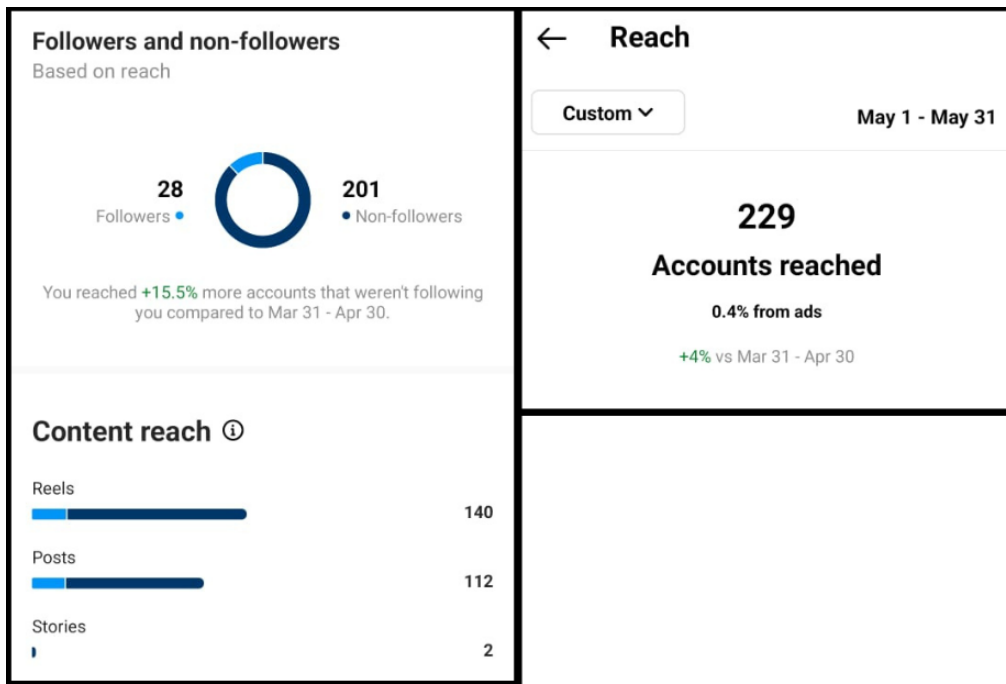 Followers and non-followers
Based on reach
28
Followers
201
Non-followers
You reached +15.5% more accounts that weren't following
you compared to Mar 31 - Apr 30.
Content reach
Reels
140
Posts
112
Stories
2
Reach
Custom
May 1 - May 31
229
Accounts reached
0.4% from ads
+4% vs Mar 31 - Apr 30